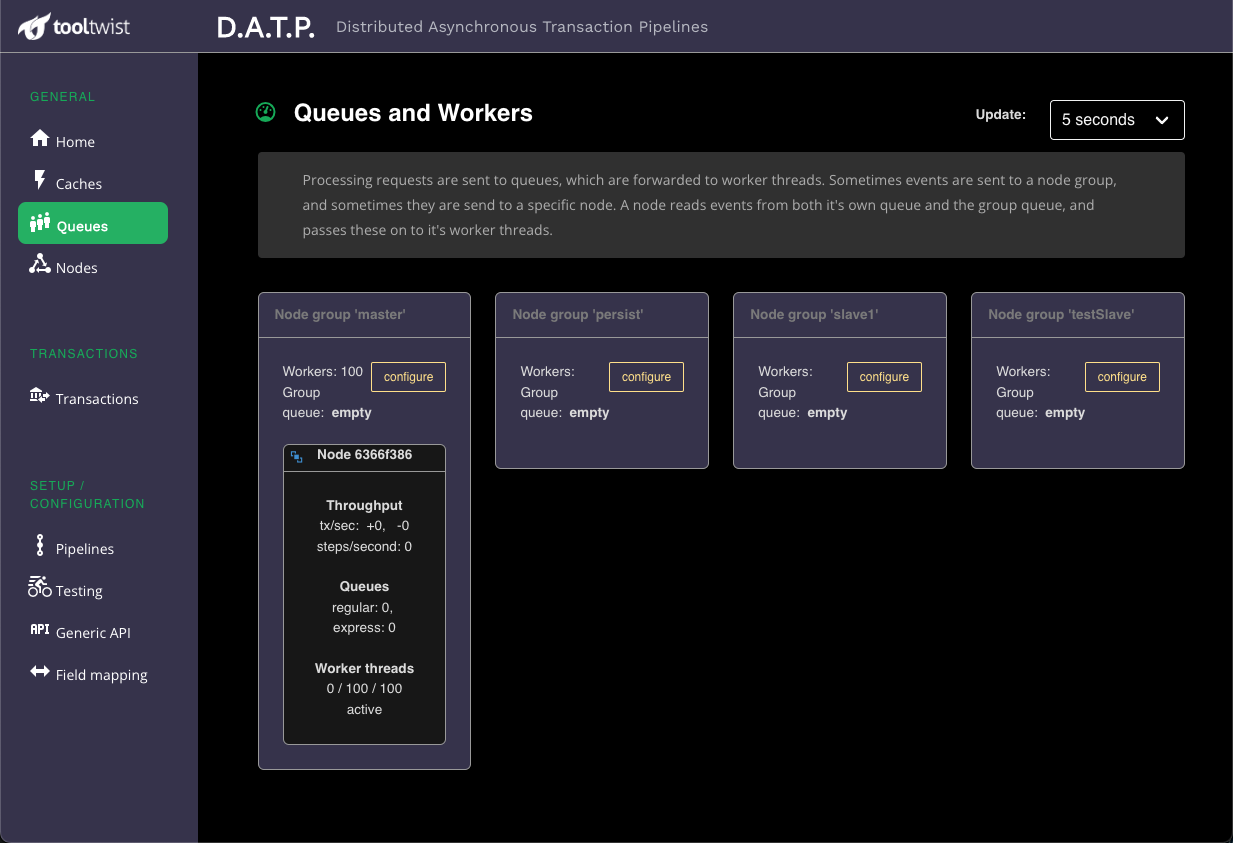 tooltwist
D.A.T.P.
Distributed Asynchronous Transaction Pipelines
GENERAL
Home
Caches
Queues
Nodes
TRANSACTIONS
Transactions
SETUP /
CONFIGURATION
Pipelines
Testing
API Generic API
Field mapping
Queues and Workers
Update:
5 seconds
Processing requests are sent to queues, which are forwarded to worker threads. Sometimes events are sent to a node group,
and sometimes they are send to a specific node. A node reads events from both it's own queue and the group queue, and
passes these on to it's worker threads.
Node group 'master'
Workers: 100
configure
Group
queue: empty
Node 6366f386
Throughput
tx/sec: +0, -0
steps/second: 0
Queues
regular: 0,
express: 0
Worker threads
0 / 100 / 100
active
Node group 'persist'
Workers:
configure
Group
queue: empty
Node group 'slave1'
Workers:
configure
Group
queue: empty
Node group 'testSlave'
Workers:
configure
Group
queue: empty